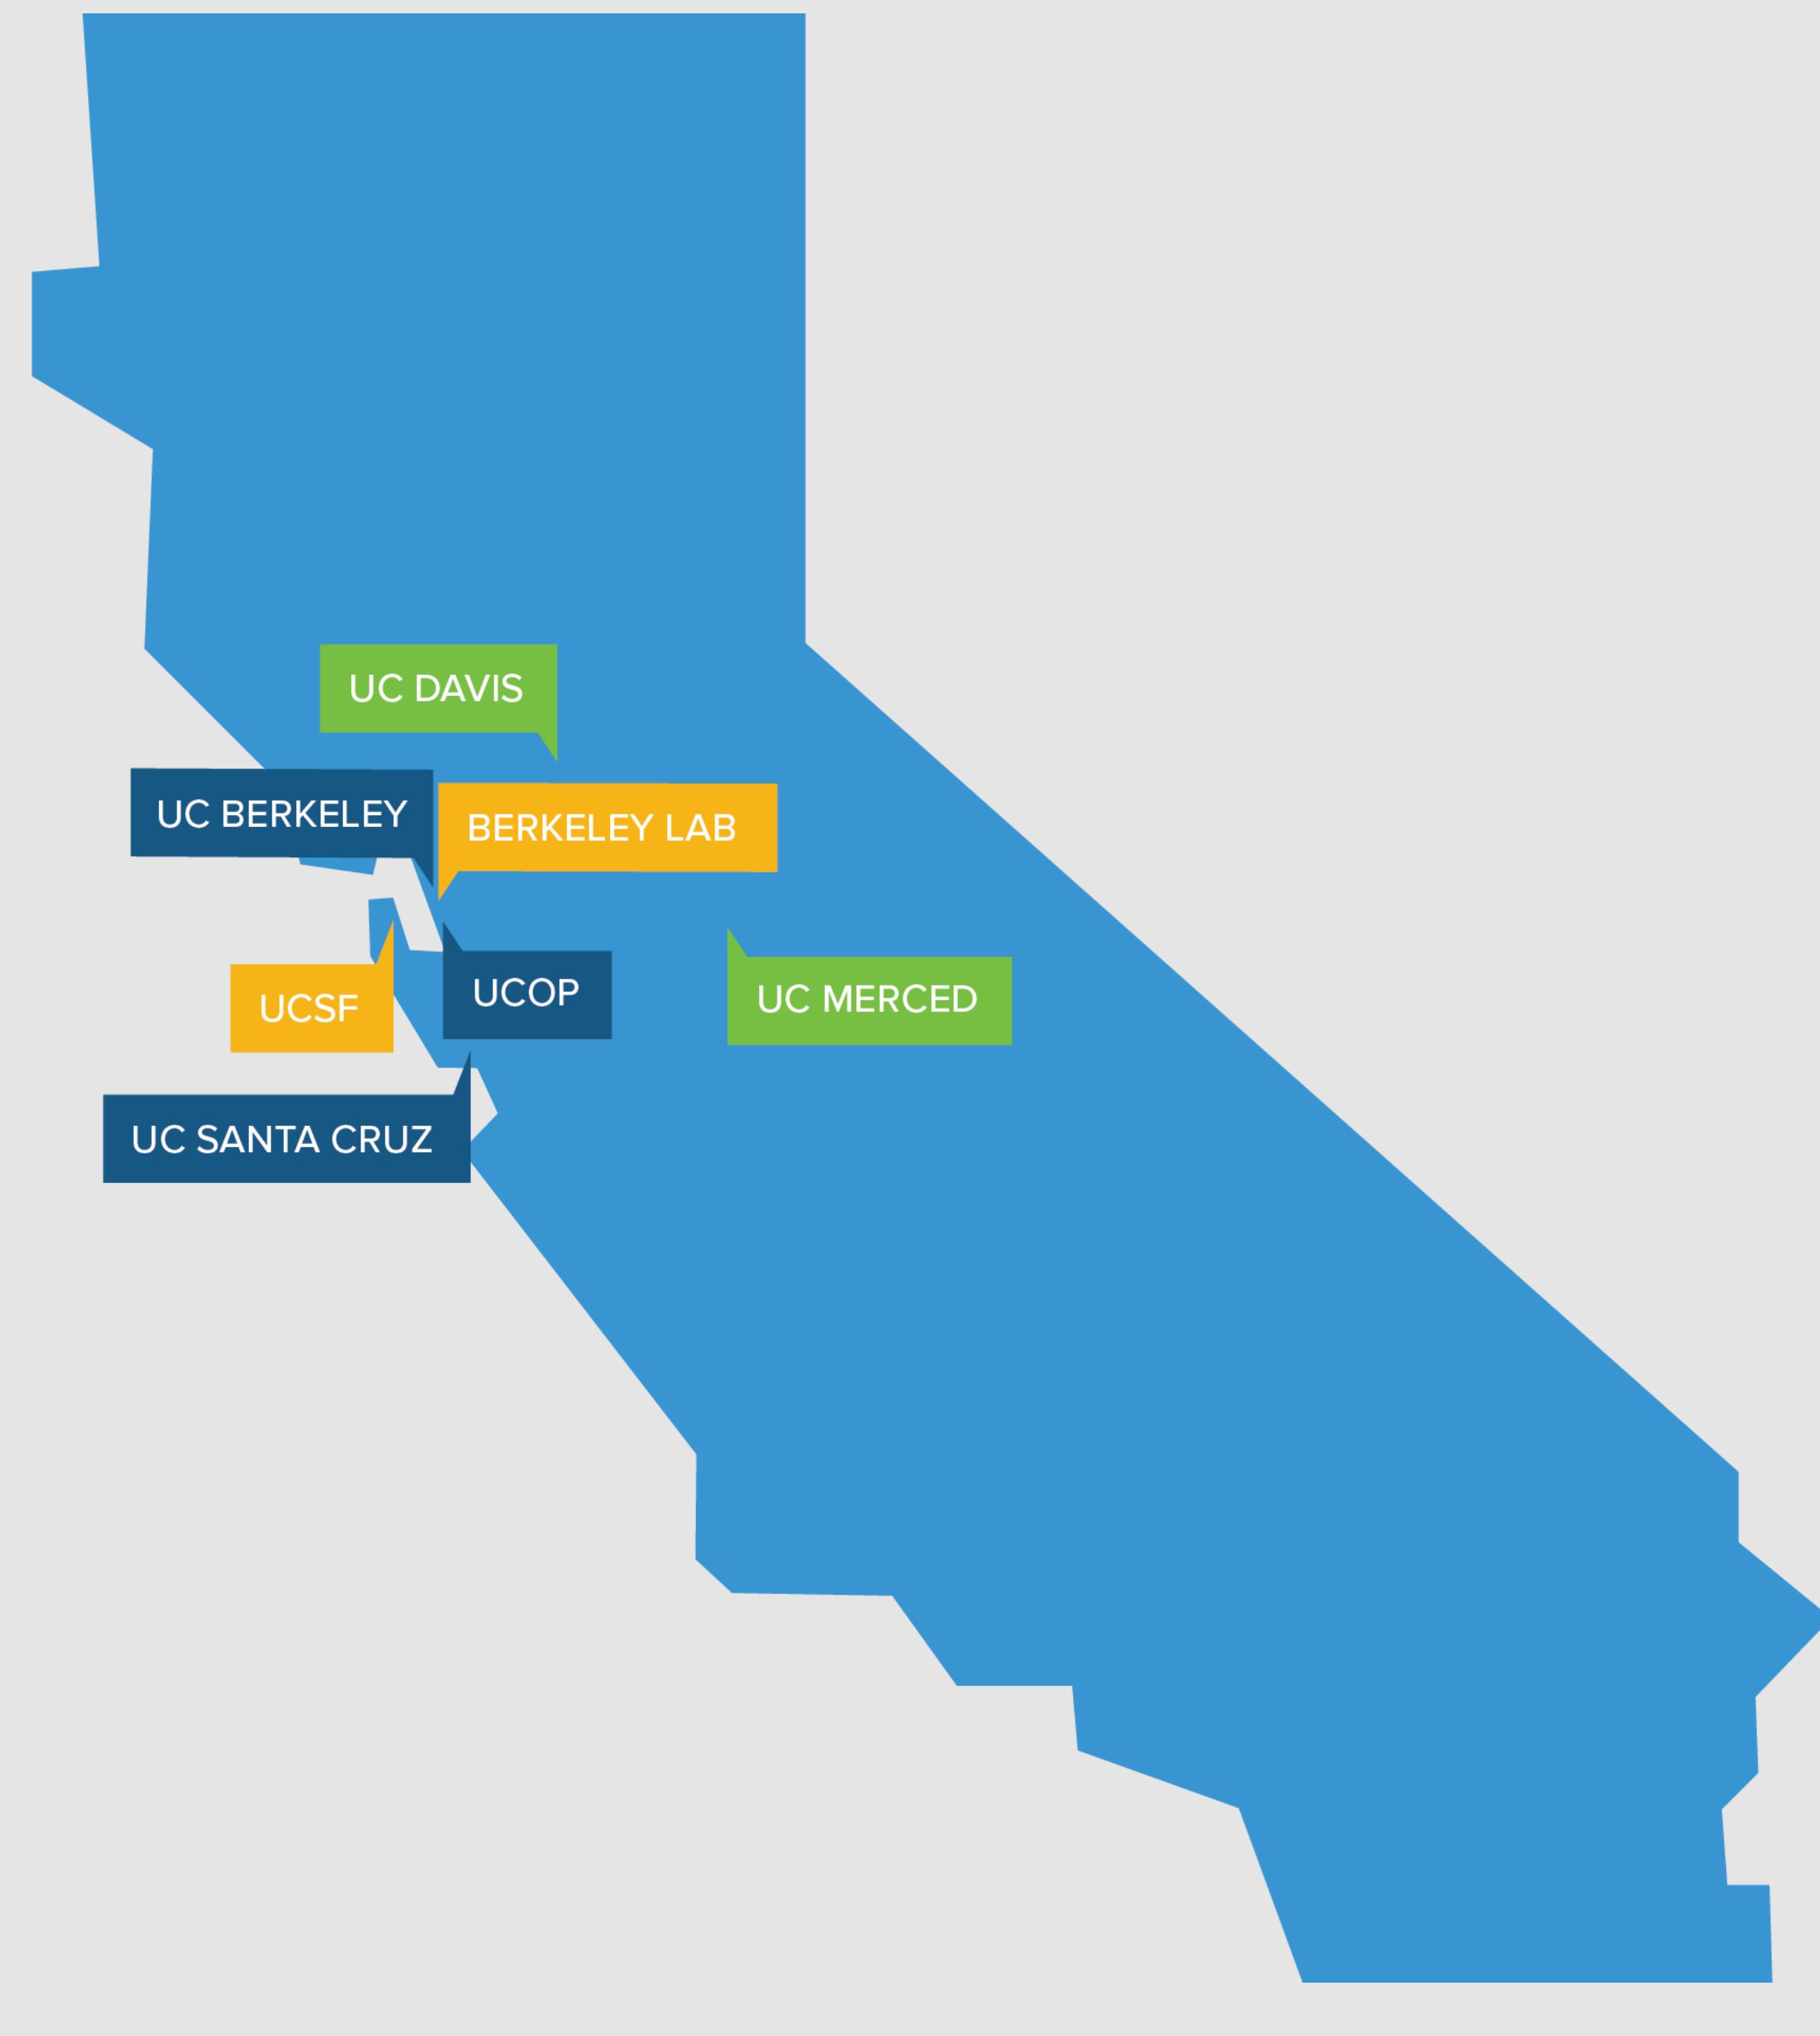 UC DAVIS
UC BERKELEY
BERKELEY LAB
UCSF
UCOP
UC MERCED
UC SANTA CRUZ